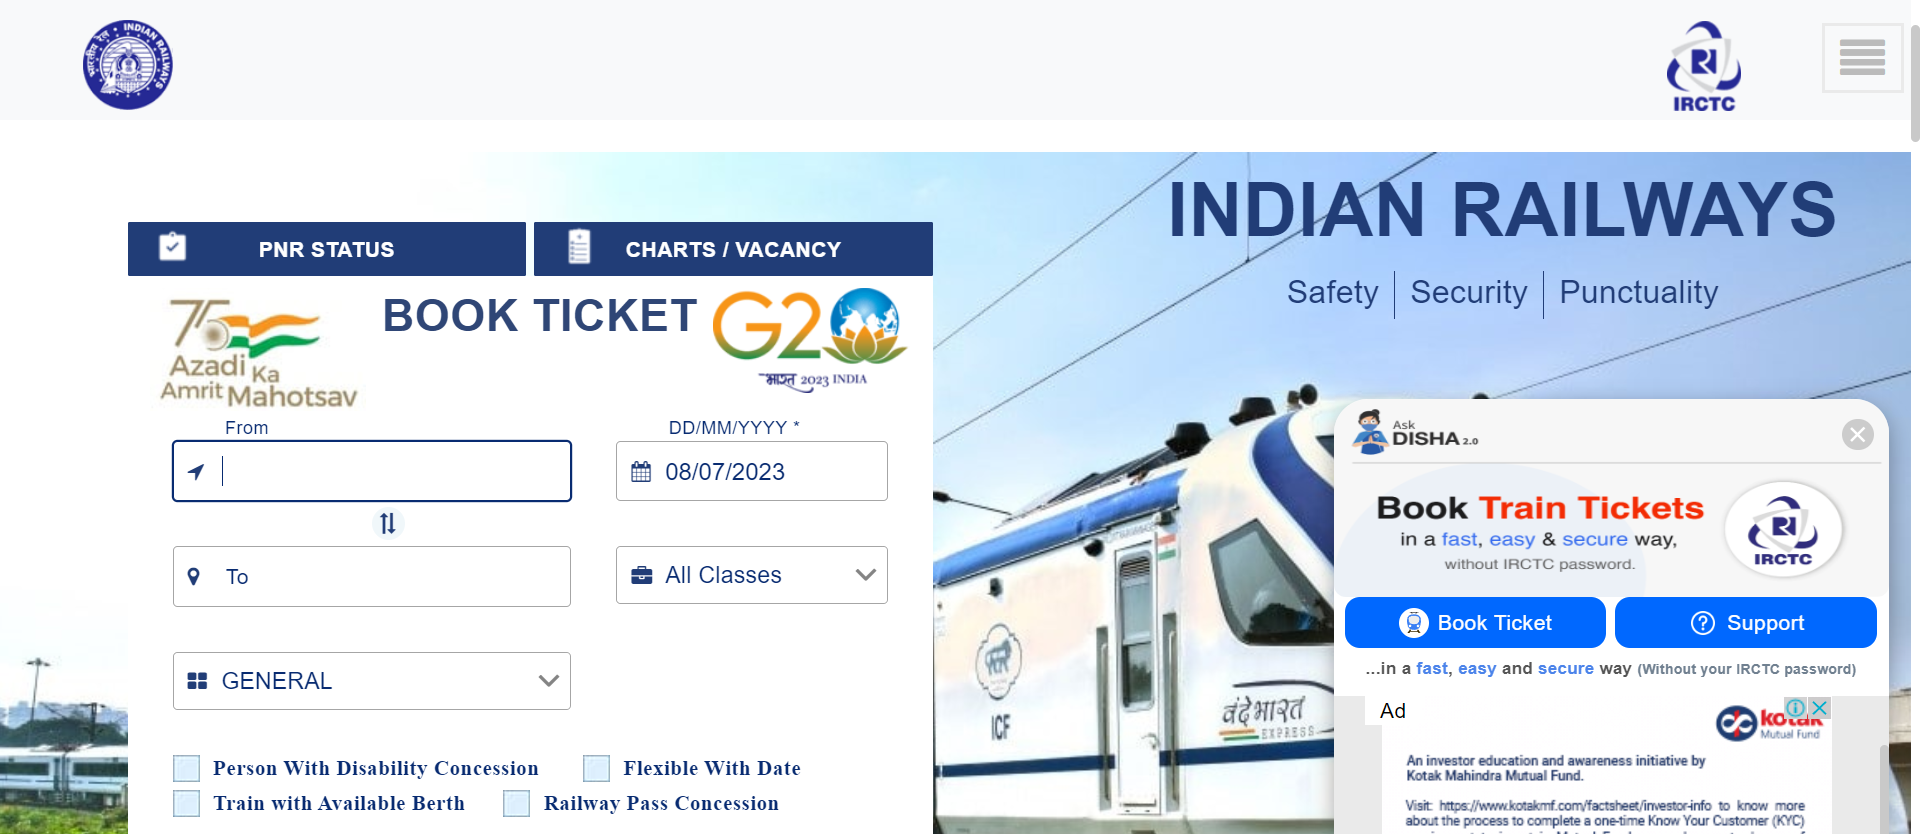 भारतीय रेल
INDIAN RAILWAYS
IRCTC
INDIAN RAILWAYS
Safety
Security
Punctuality
PNR STATUS
CHARTS / VACANCY
75
Azadi
Ka
Amrit
Mahotsav
BOOK TICKET
G20
भारत 2023 INDIA
From
DD/MM/YYYY *
08/07/2023
To
All Classes
GENERAL
Person With Disability Concession
Flexible With Date
Train with Available Berth
Railway Pass Concession
ICF
वंदे भारत
EXPRESS
Ask
DISHA 2.0
Book Train Tickets
in a fast, easy & secure way,
without IRCTC password.
IRCTC
Book Ticket
Support
...in a fast, easy and secure way (Without your IRCTC password)
Ad
kotak
Mutual Fund
An investor education and awareness initiative by
Kotak Mahindra Mutual Fund.
Visit: https://www.kotakmf.com/factsheet/investor-info to know more
about the process to complete a one-time Know Your Customer (KYC)